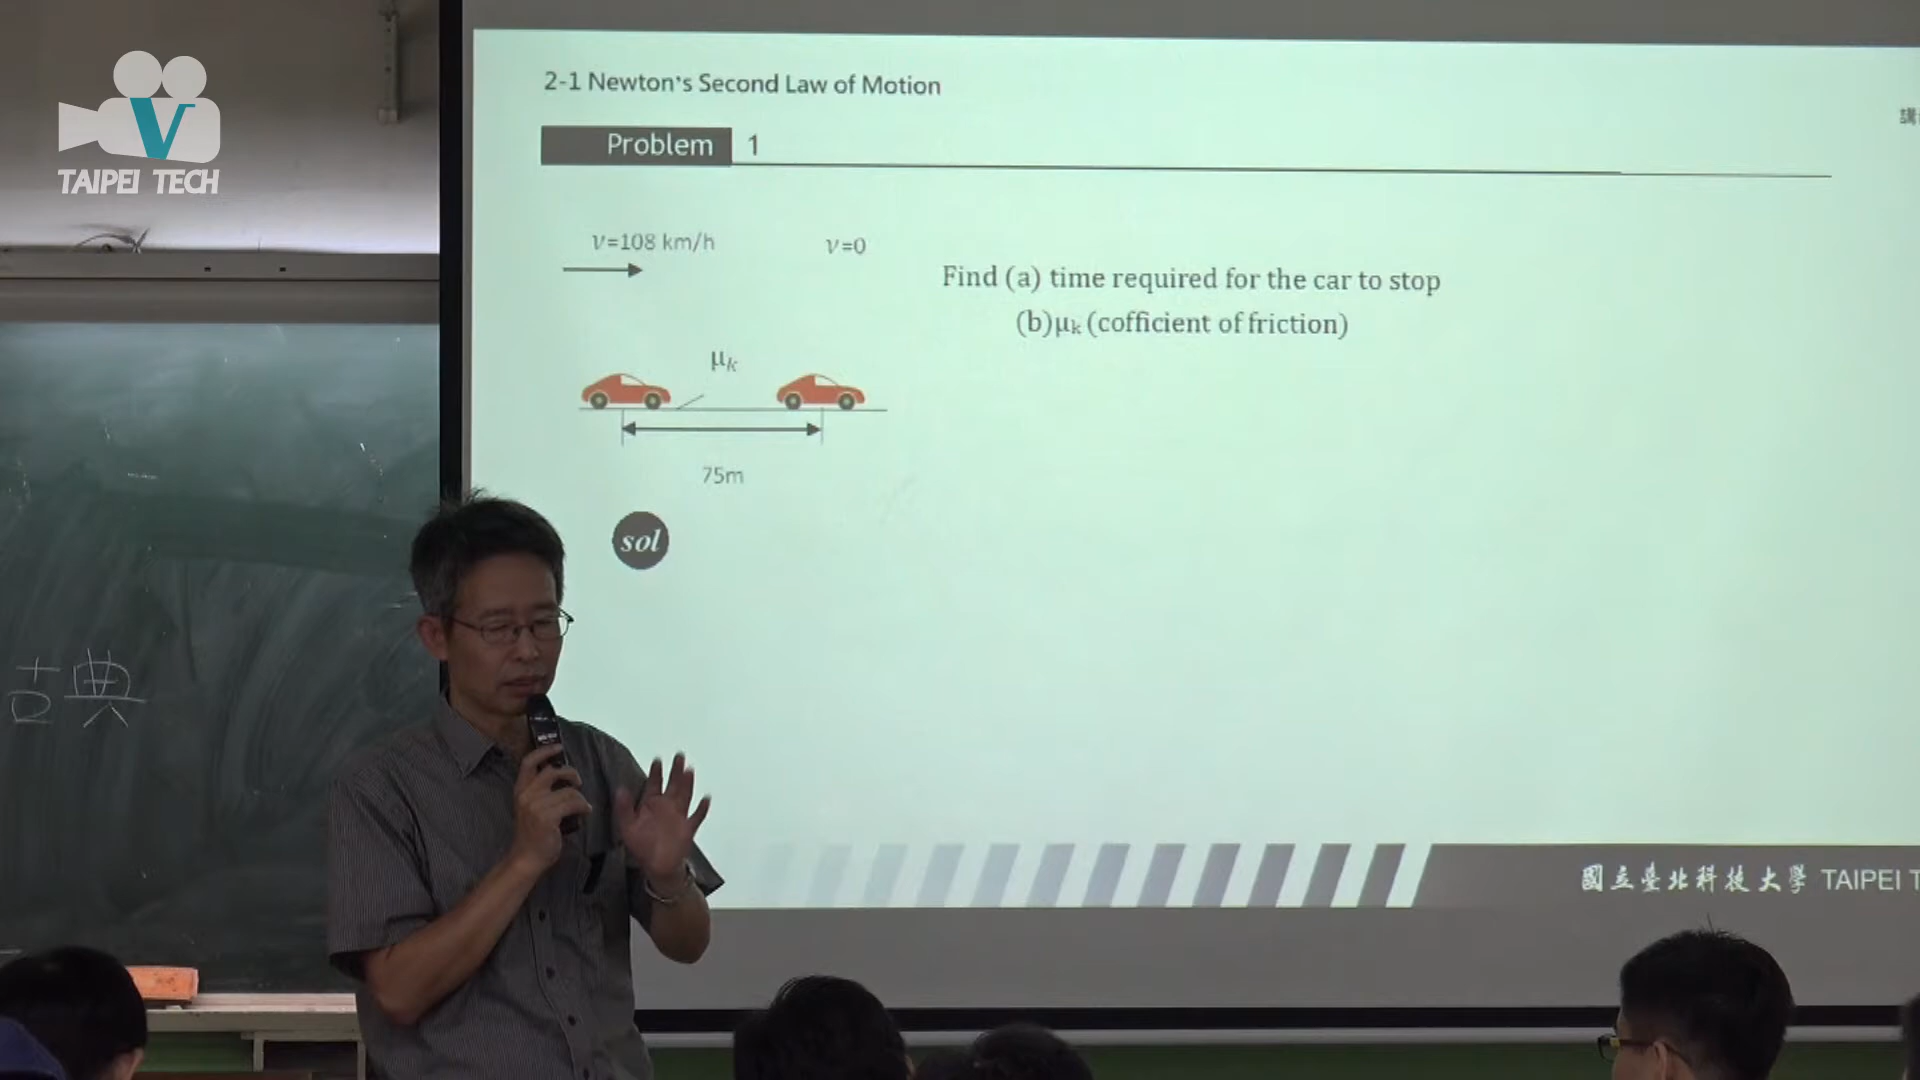 TAIPEI TECH
2-1 Newton's Second Law of Motion
Problem 1
v=108 km/h
v=0
Find (a) time required for the car to stop
(b)μₖ (cofficient of friction)
μₖ
75m
sol
典
國立臺北科技大學 TAIPEI T